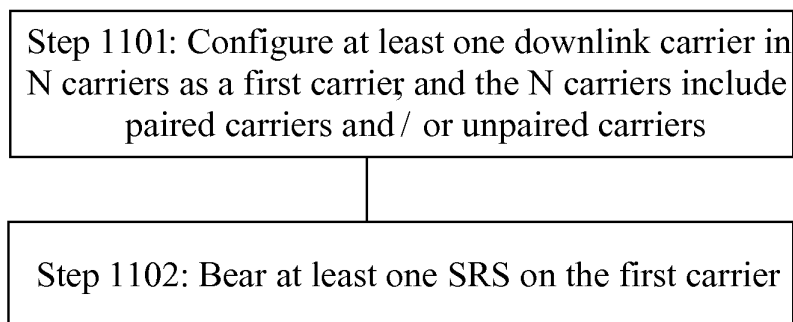 Step 1101: Configure at least one downlink carrier in
N carriers as a first carrier, and the N carriers include
paired carriers and / or unpaired carriers
Step 1102: Bear at least one SRS on the first carrier